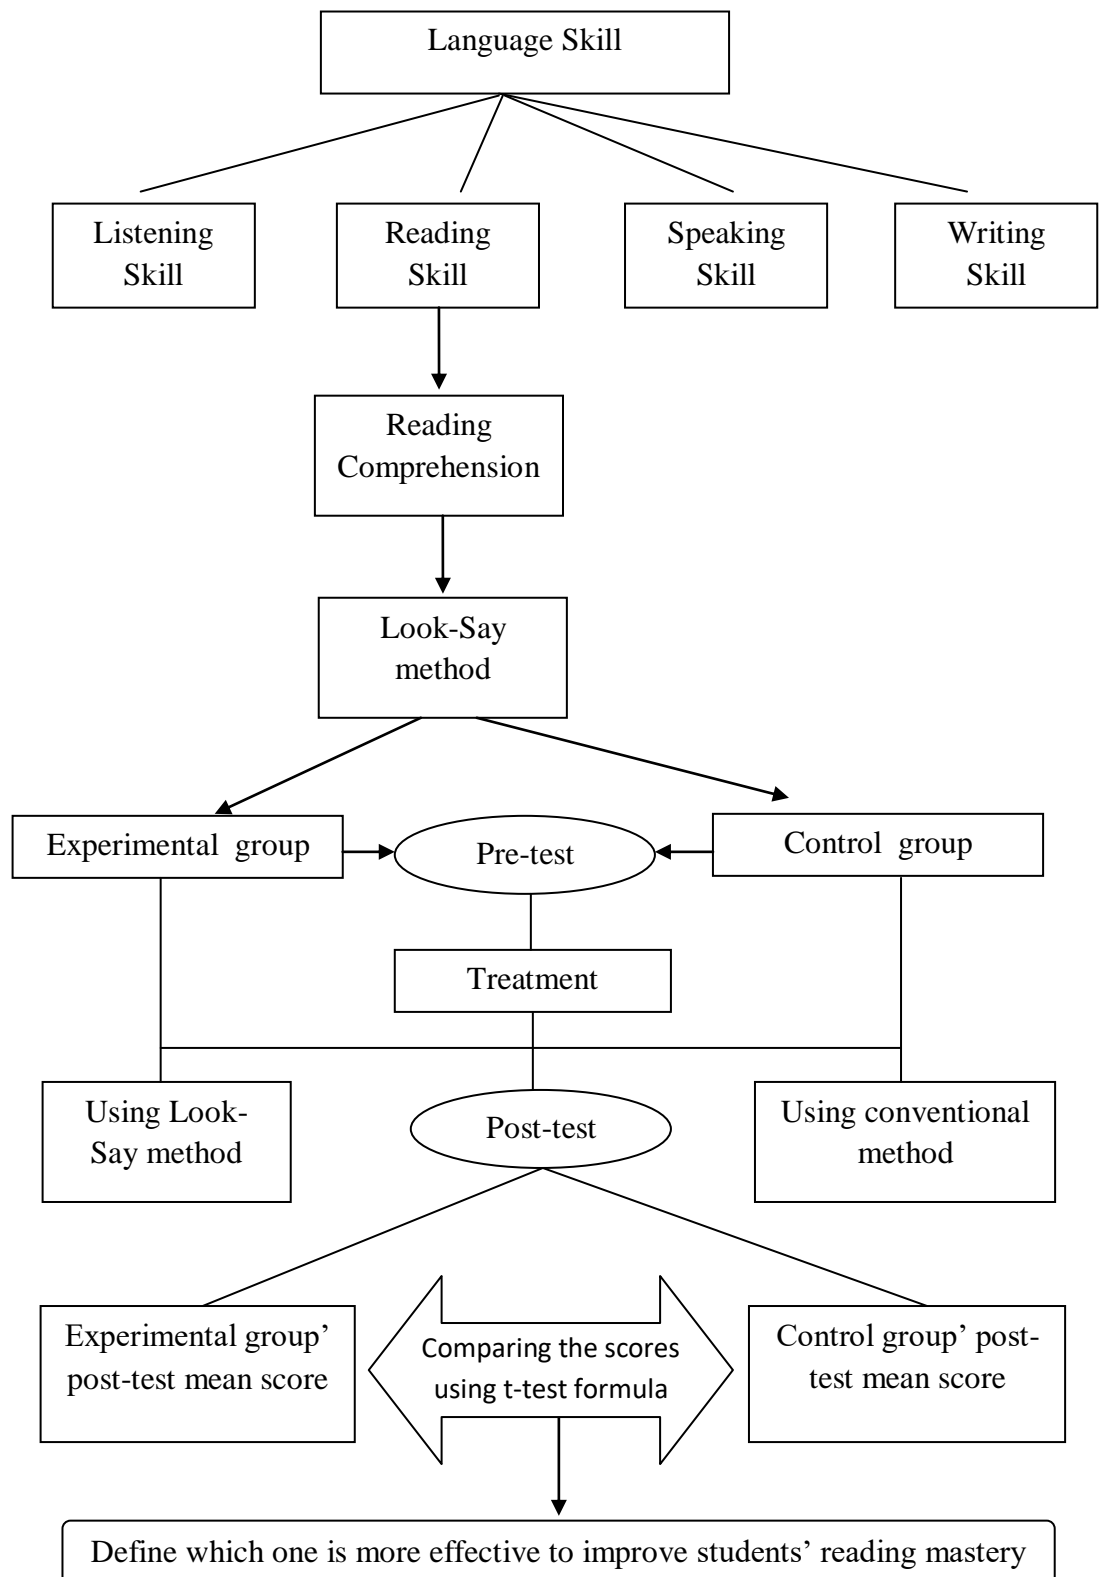 Language Skill
Listening
Skill
Reading
Skill
Speaking
Skill
Writing
Skill
Reading
Comprehension
Look-Say
method
Experimental  group
Pre-test
Control  group
Treatment
Using Look-
Say method
Post-test
Using conventional
method
Experimental group’
post-test mean score
Comparing the scores
using t-test formula
Control group’ post-
test mean score
Define which one is more effective to improve students’ reading mastery